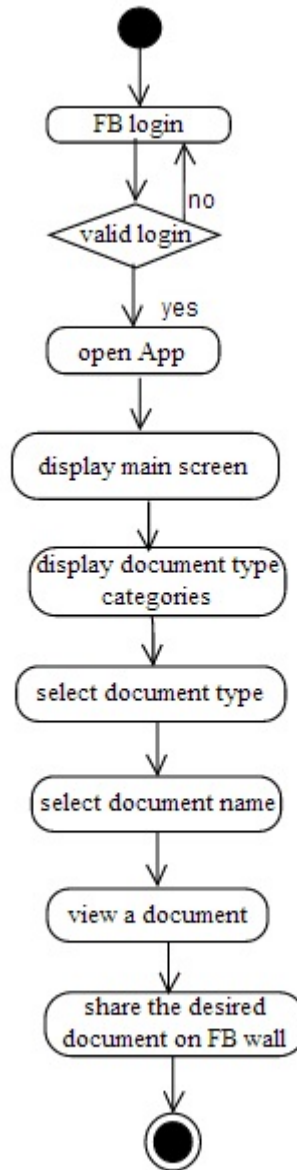 FB login
no
valid login
yes
open App
display main screen
display document type
categories
select document type
select document name
view a document
share the desired
document on FB wall